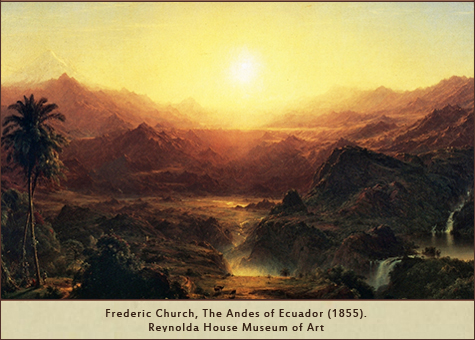 Frederic Church, The Andes of Ecuador (1855).
Reynolda House Museum of Art